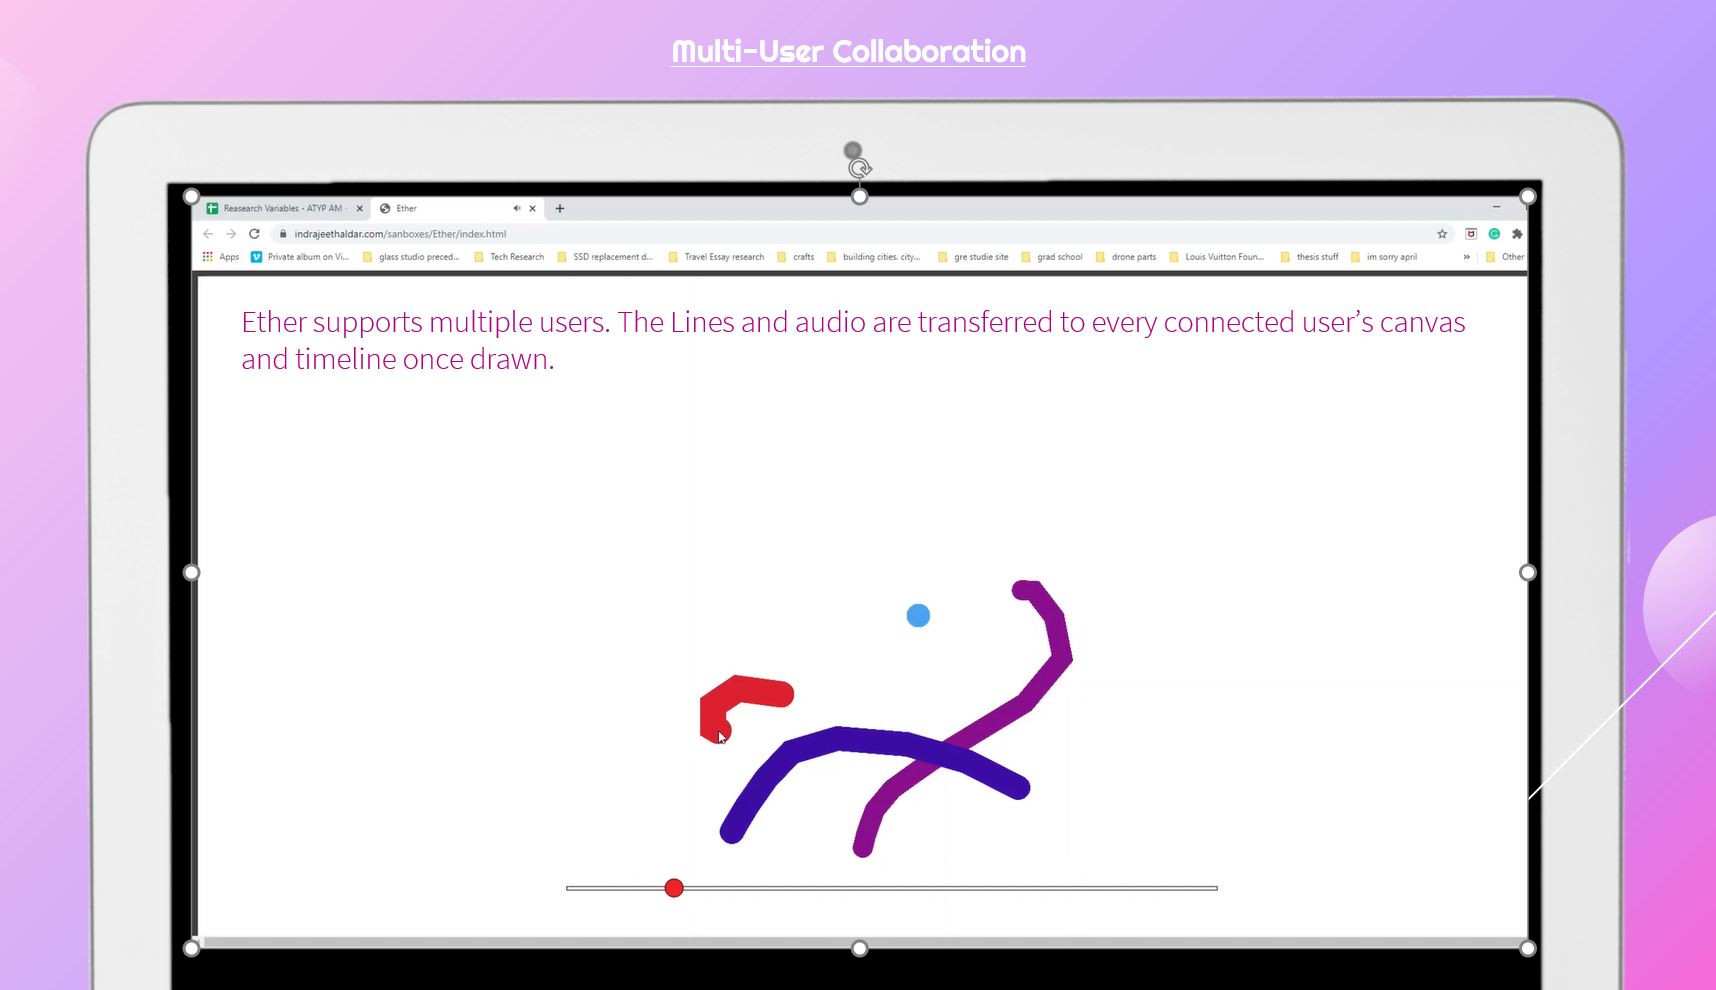 Multi-User Collaboration
Reasearch Variables - ATYP AM -
Ether
indrajeethaldar.com/sanboxes/Ether/index.html
Apps Private album on Vi... glass studio preced... Tech Research SSD replacement d... Travel Essay research crafts building cities. city... gre studie site grad school drone parts Louis Vuitton Foun... thesis stuff im sorry april » Other
Ether supports multiple users. The Lines and audio are transferred to every connected user’s canvas
and timeline once drawn.